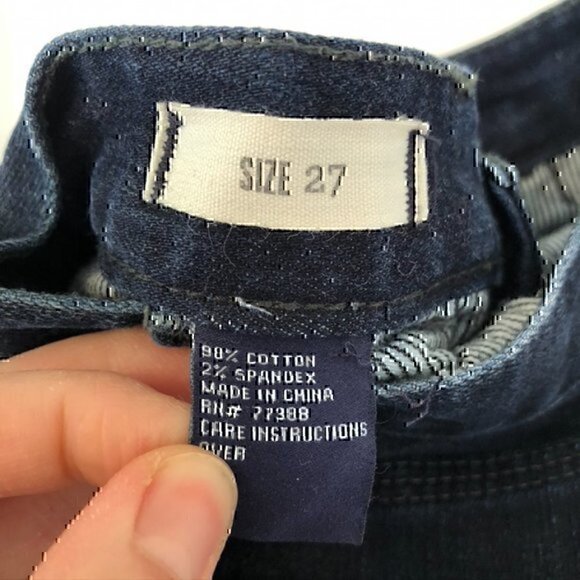 SIZE 27
98% COTTON
2% SPANDEX
MADE IN CHINA
RN# 77388
CARE INSTRUCTIONS
OVER